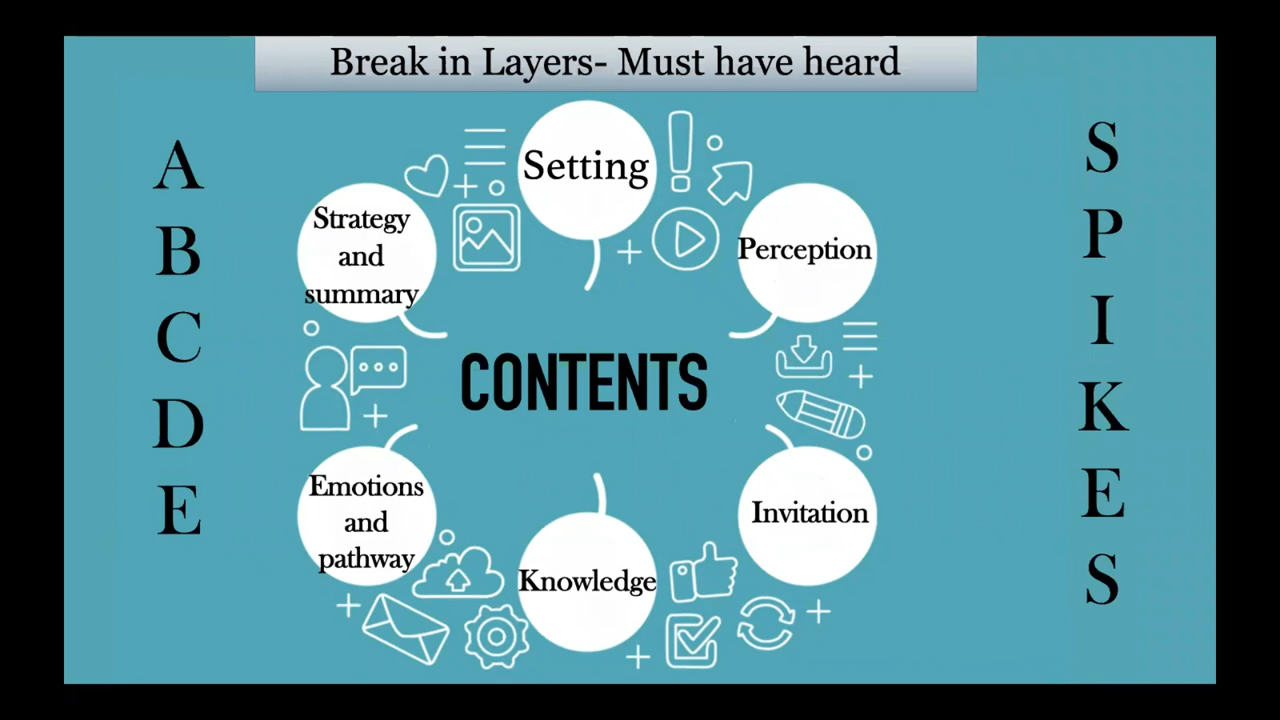 Break in Layers- Must have heard
A
B
C
D
E
Setting
Perception
Invitation
Knowledge
Emotions
and
pathway
Strategy
and
summary
CONTENTS
S
P
I
K
E
S